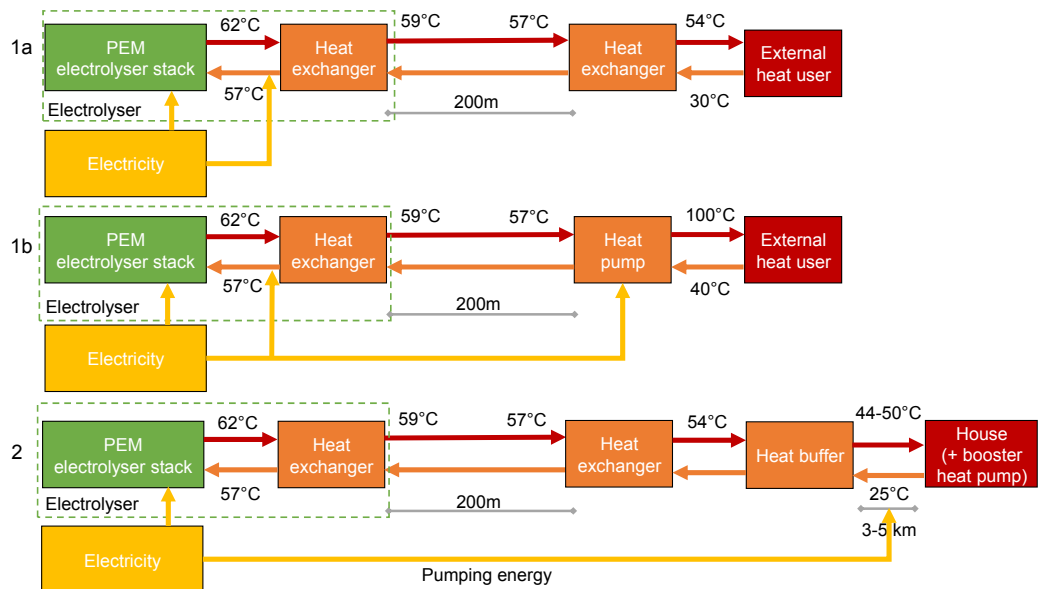 1a
PEM
electrolyser stack
62°C
57°C
Heat
exchanger
59°C
57°C
200m
Heat
exchanger
54°C
30°C
External
heat user
Electrolyser
Electricity
1b
PEM
electrolyser stack
62°C
57°C
Heat
exchanger
59°C
57°C
200m
Heat
pump
100°C
40°C
External
heat user
Electrolyser
Electricity
2
PEM
electrolyser stack
62°C
57°C
Heat
exchanger
59°C
57°C
200m
Heat
exchanger
54°C
Heat buffer
44-50°C
25°C
3-5 km
House
(+ booster
heat pump)
Electrolyser
Electricity
Pumping energy